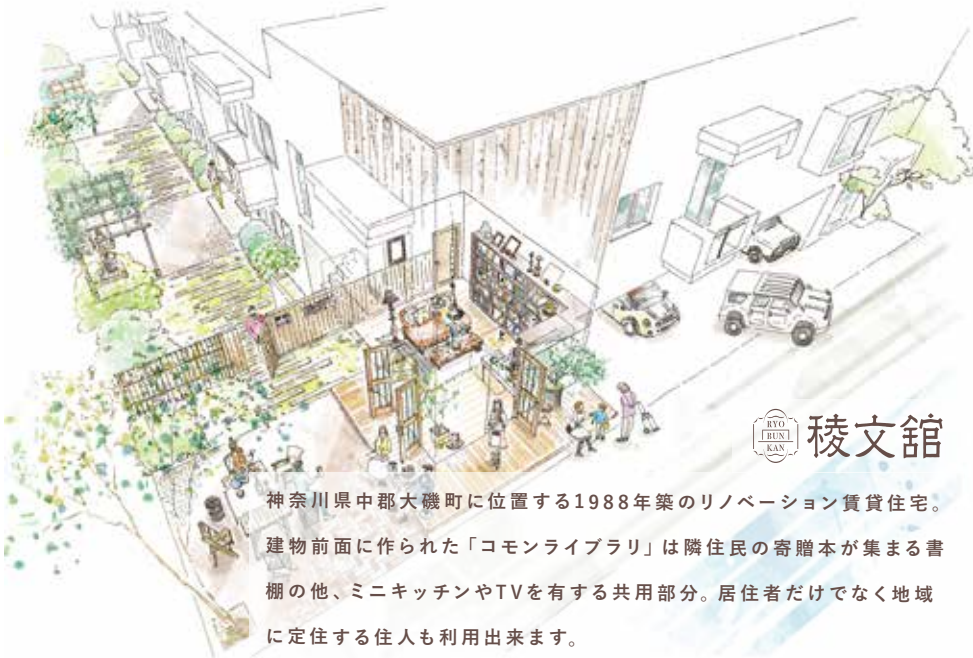 RYO
BUN
KAN
稜文舘
神奈川県中郡大磯町に位置する1988年築のリノベーション賃貸住宅。
建物前面に作られた「コモンライブラリ」は隣住民の寄贈本が集まる書
棚の他、ミニキッチンやTVを有する共用部分。居住者だけでなく地域
に定住する住人も利用出来ます。